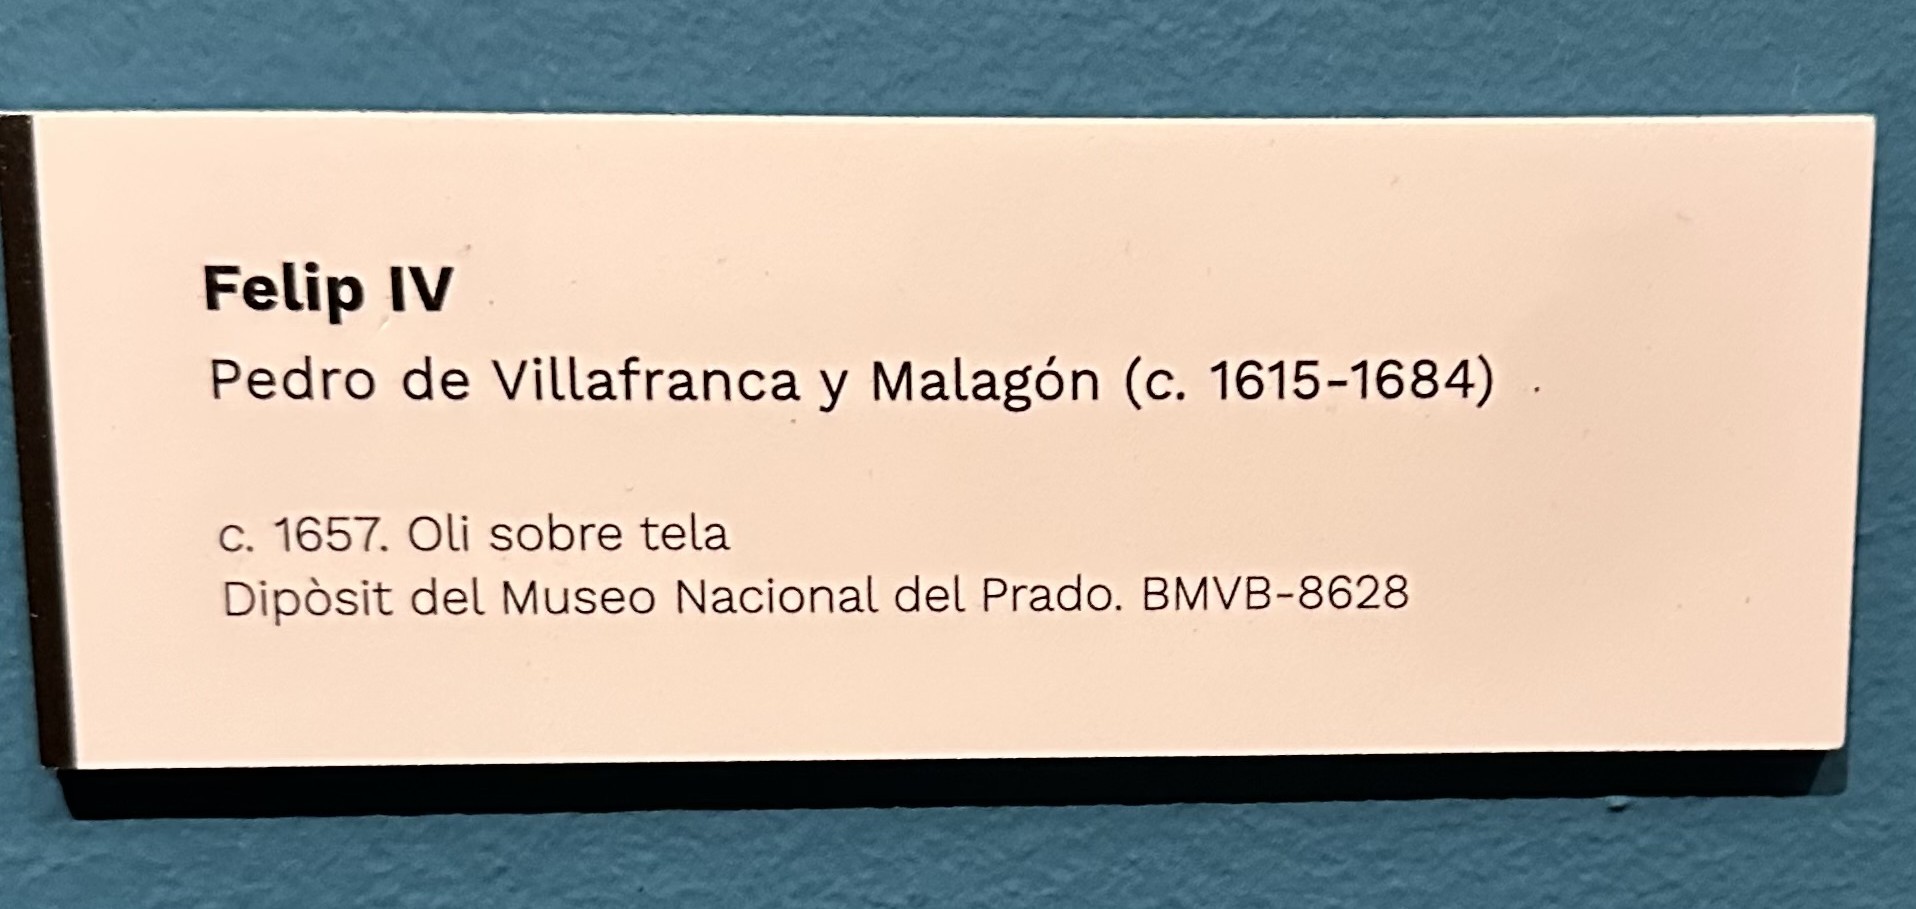 Felip IV
Pedro de Villafranca y Malagón (c. 1615-1684)
c. 1657. Oli sobre tela
Dipòsit del Museo Nacional del Prado. BMVB-8628